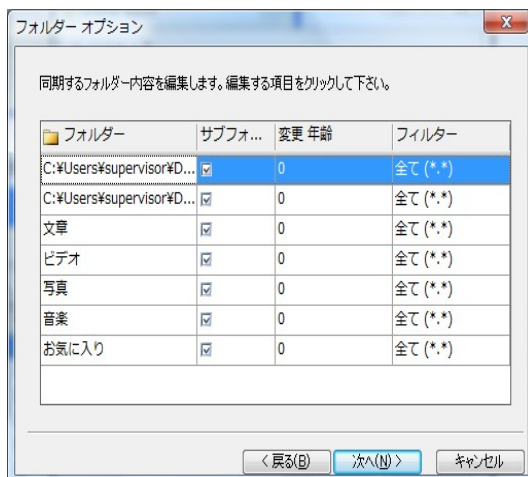 フォルダー オプション
同期するフォルダー内容を編集します。編集する項目をクリックして下さい。
フォルダー サブフォ... 変更 年齢 フィルター
C:¥Users¥supervisor¥D... 0 全て (*.*)
C:¥Users¥supervisor¥D... 0 全て (*.*)
文章 0 全て (*.*)
ビデオ 0 全て (*.*)
写真 0 全て (*.*)
音楽 0 全て (*.*)
お気に入り 0 全て (*.*)
< 戻る(B) 次へ(N) > キャンセル